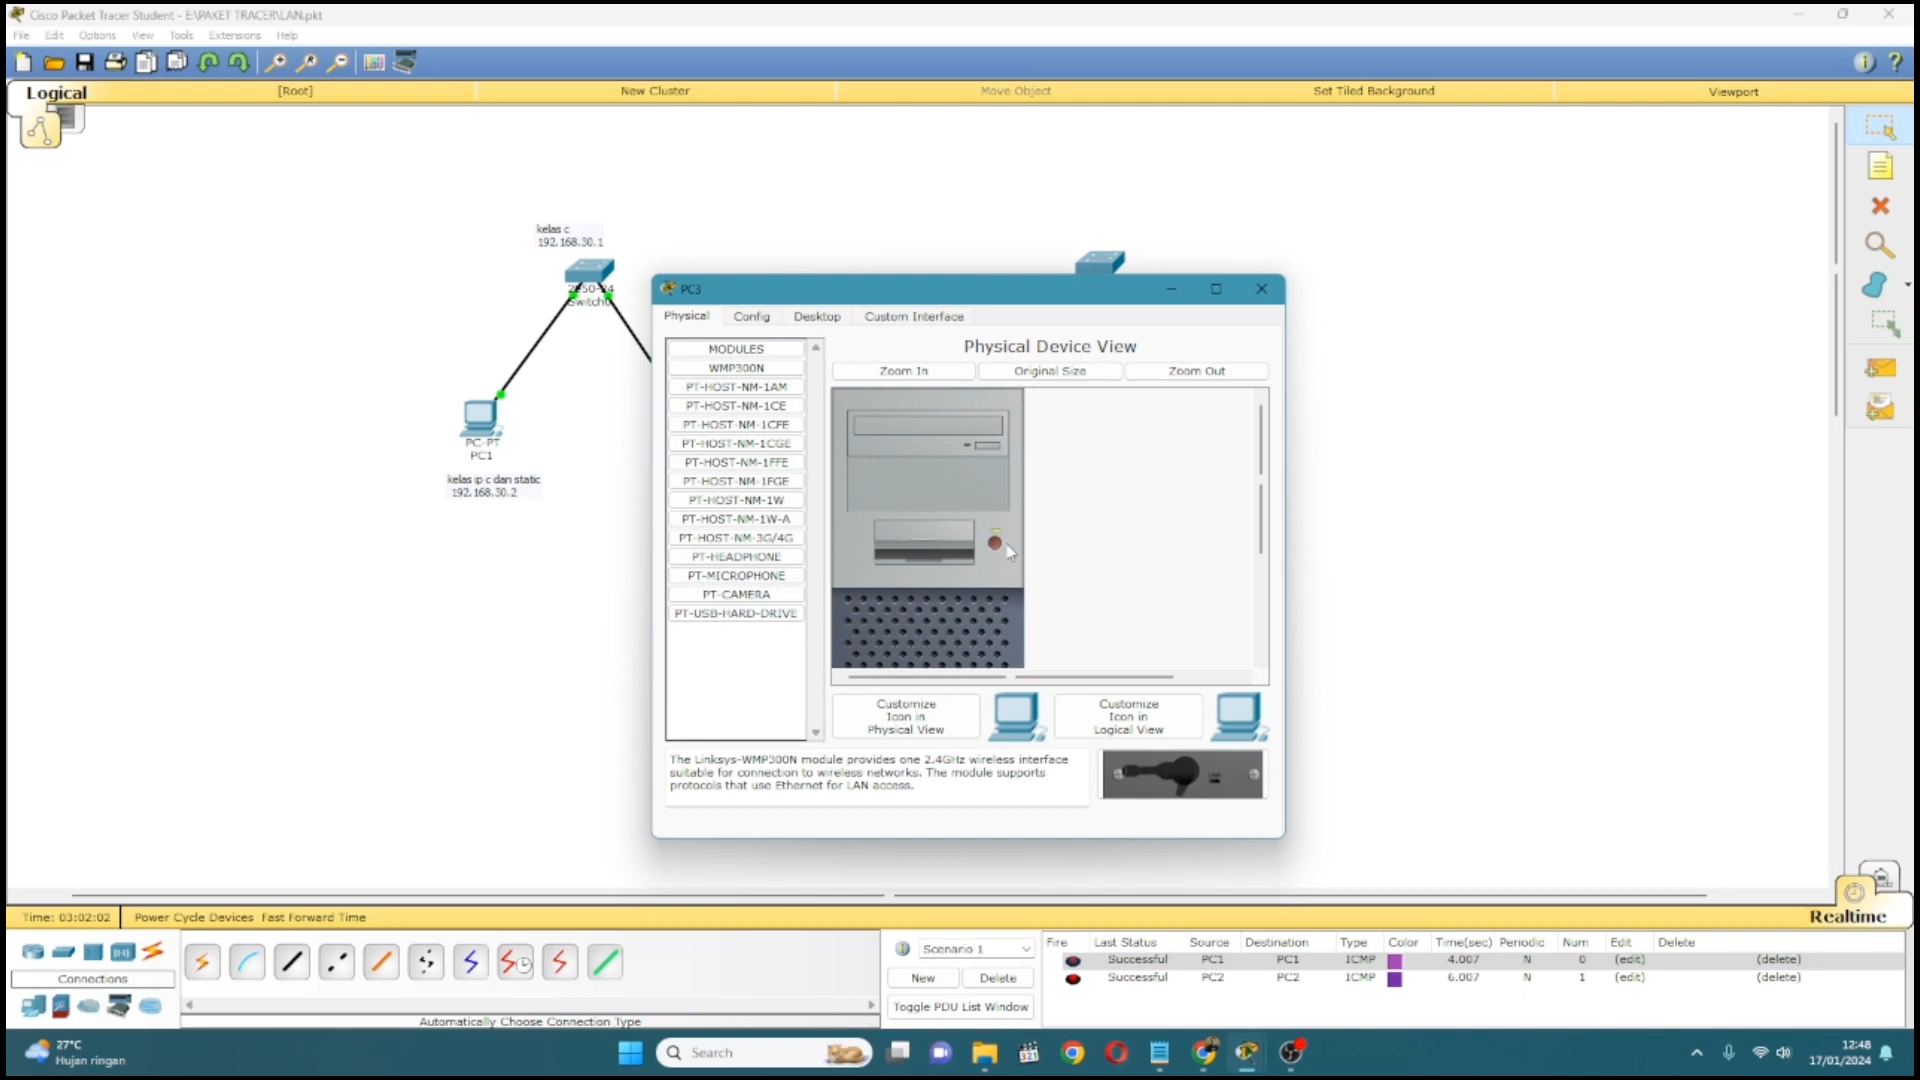 Cisco Packet Tracer Student - E:\PAKET TRACER\LAN.pkt
File Edit Options View Tools Extensions Help
Logical
[Root]
New Cluster
Move Object
Set Tiled Background
Viewport
kelas c
192.168.30.1
2950-24
Switch0
PC-PT
PC1
kelas ip c dan static
192.168.30.2
PC3
Physical Config Desktop Custom Interface
MODULES
WMP300N
PT-HOST-NM-1AM
PT-HOST-NM-1CE
PT-HOST-NM-1CFE
PT-HOST-NM-1CGE
PT-HOST-NM-1FFE
PT-HOST-NM-1FGE
PT-HOST-NM-1W
PT-HOST-NM-1W-A
PT-HOST-NM-3G/4G
PT-HEADPHONE
PT-MICROPHONE
PT-CAMERA
PT-USB-HARD-DRIVE
Physical Device View
Zoom In
Original Size
Zoom Out
Customize
Icon in
Physical View
Customize
Icon in
Logical View
The Linksys-WMP300N module provides one 2.4GHz wireless interface
suitable for connection to wireless networks. The module supports
protocols that use Ethernet for LAN access.
Time: 03:02:02
Power Cycle Devices Fast Forward Time
Realtime
Connections
Automatically Choose Connection Type
Scenario 1
New
Delete
Toggle PDU List Window
Fire Last Status Source Destination Type Color Time(sec) Periodic Num Edit Delete
Successful PC1 PC1 ICMP 4.007 N 0 (edit) (delete)
Successful PC2 PC2 ICMP 6.007 N 1 (edit) (delete)
27°C
Hujan ringan
Search
12:48
17/01/2024